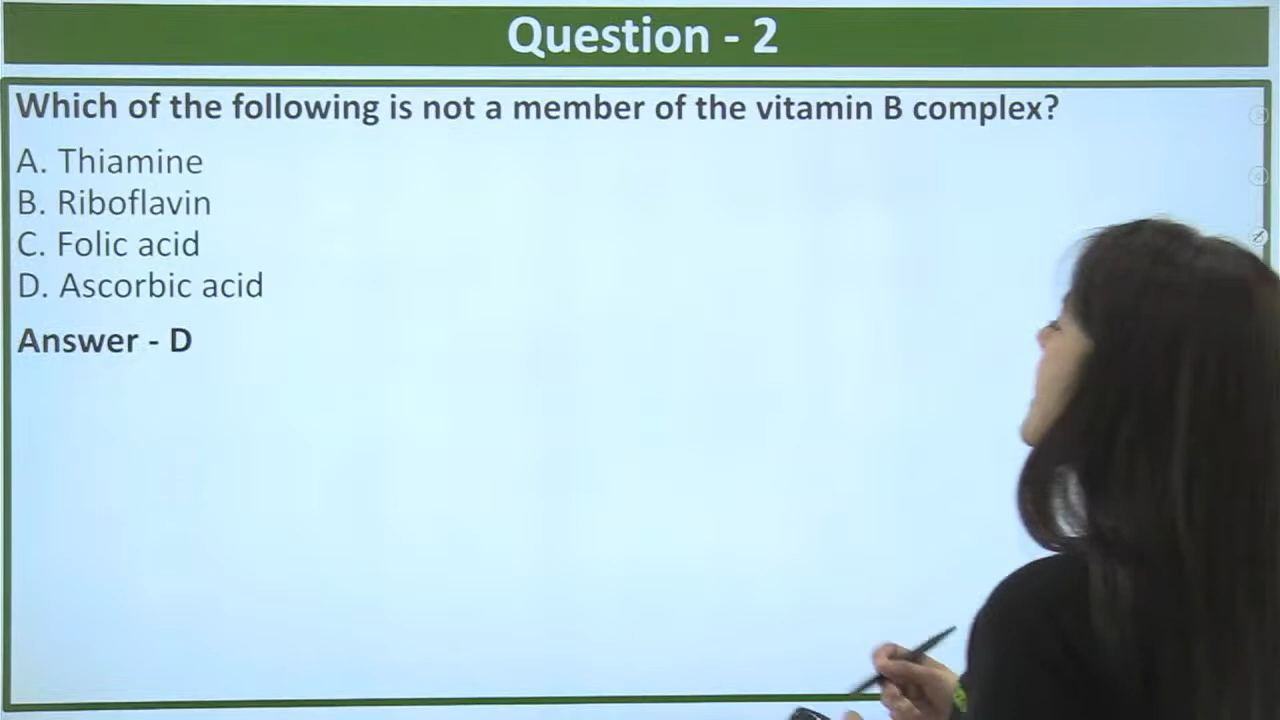 Question - 2
Which of the following is not a member of the vitamin B complex?
A. Thiamine
B. Riboflavin
C. Folic acid
D. Ascorbic acid
Answer - D